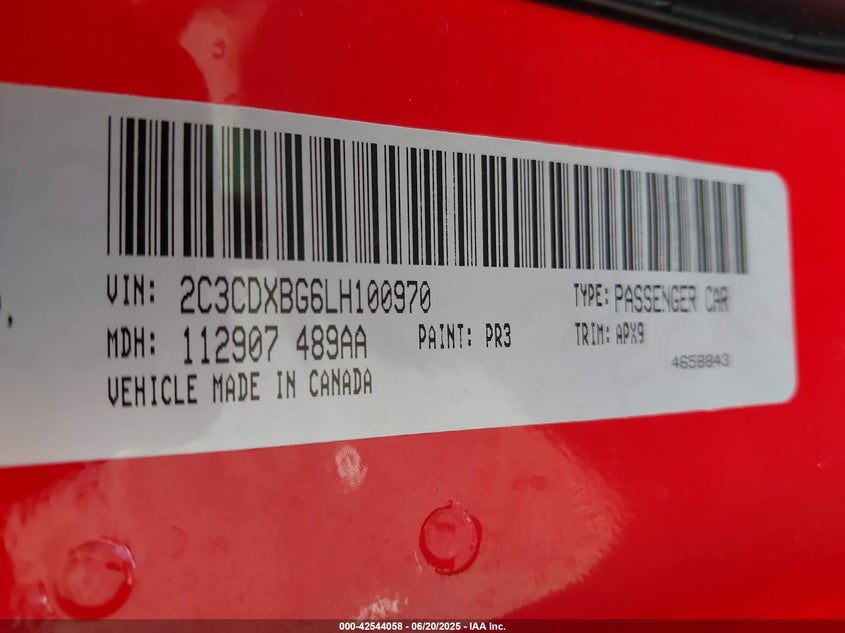 VIN: 2C3CDXBG6LH100970 TYPE: PASSENGER CAR
MDH: 112907 489AA PAINT: PR3 TRIM: APX9
VEHICLE MADE IN CANADA 4658843
000-42544058 | 06/20/2025 | IAA Inc.